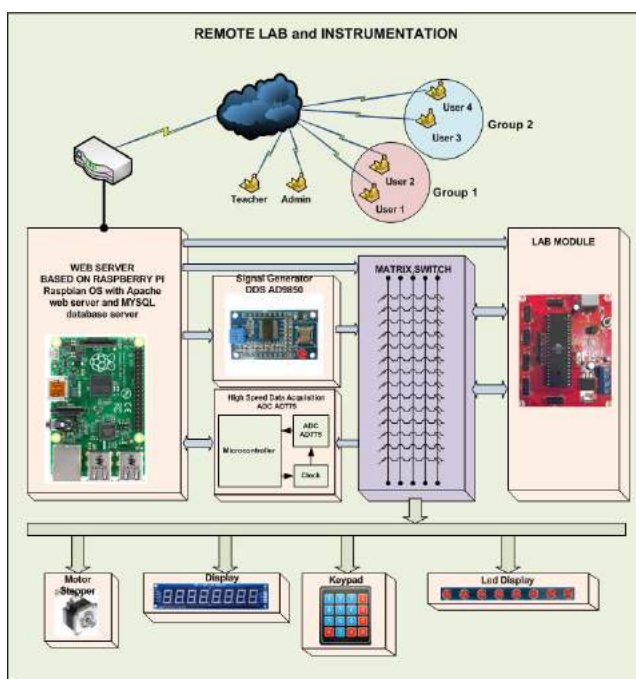 REMOTE LAB and INSTRUMENTATION
User 4
User 3
Group 2
User 2
User 1
Group 1
Teacher
Admin
WEB SERVER
BASED ON RASPBERRY PI
Raspbian OS with Apache
web server and MYSQL
database server
Signal Generator
DDS AD9850
MATRIX SWITCH
LAB MODULE
High Speed Data Acquisition
ADC AD775
Microcontroller
ADC
AD775
Clock
Motor
Stepper
Display
Keypad
Led Display